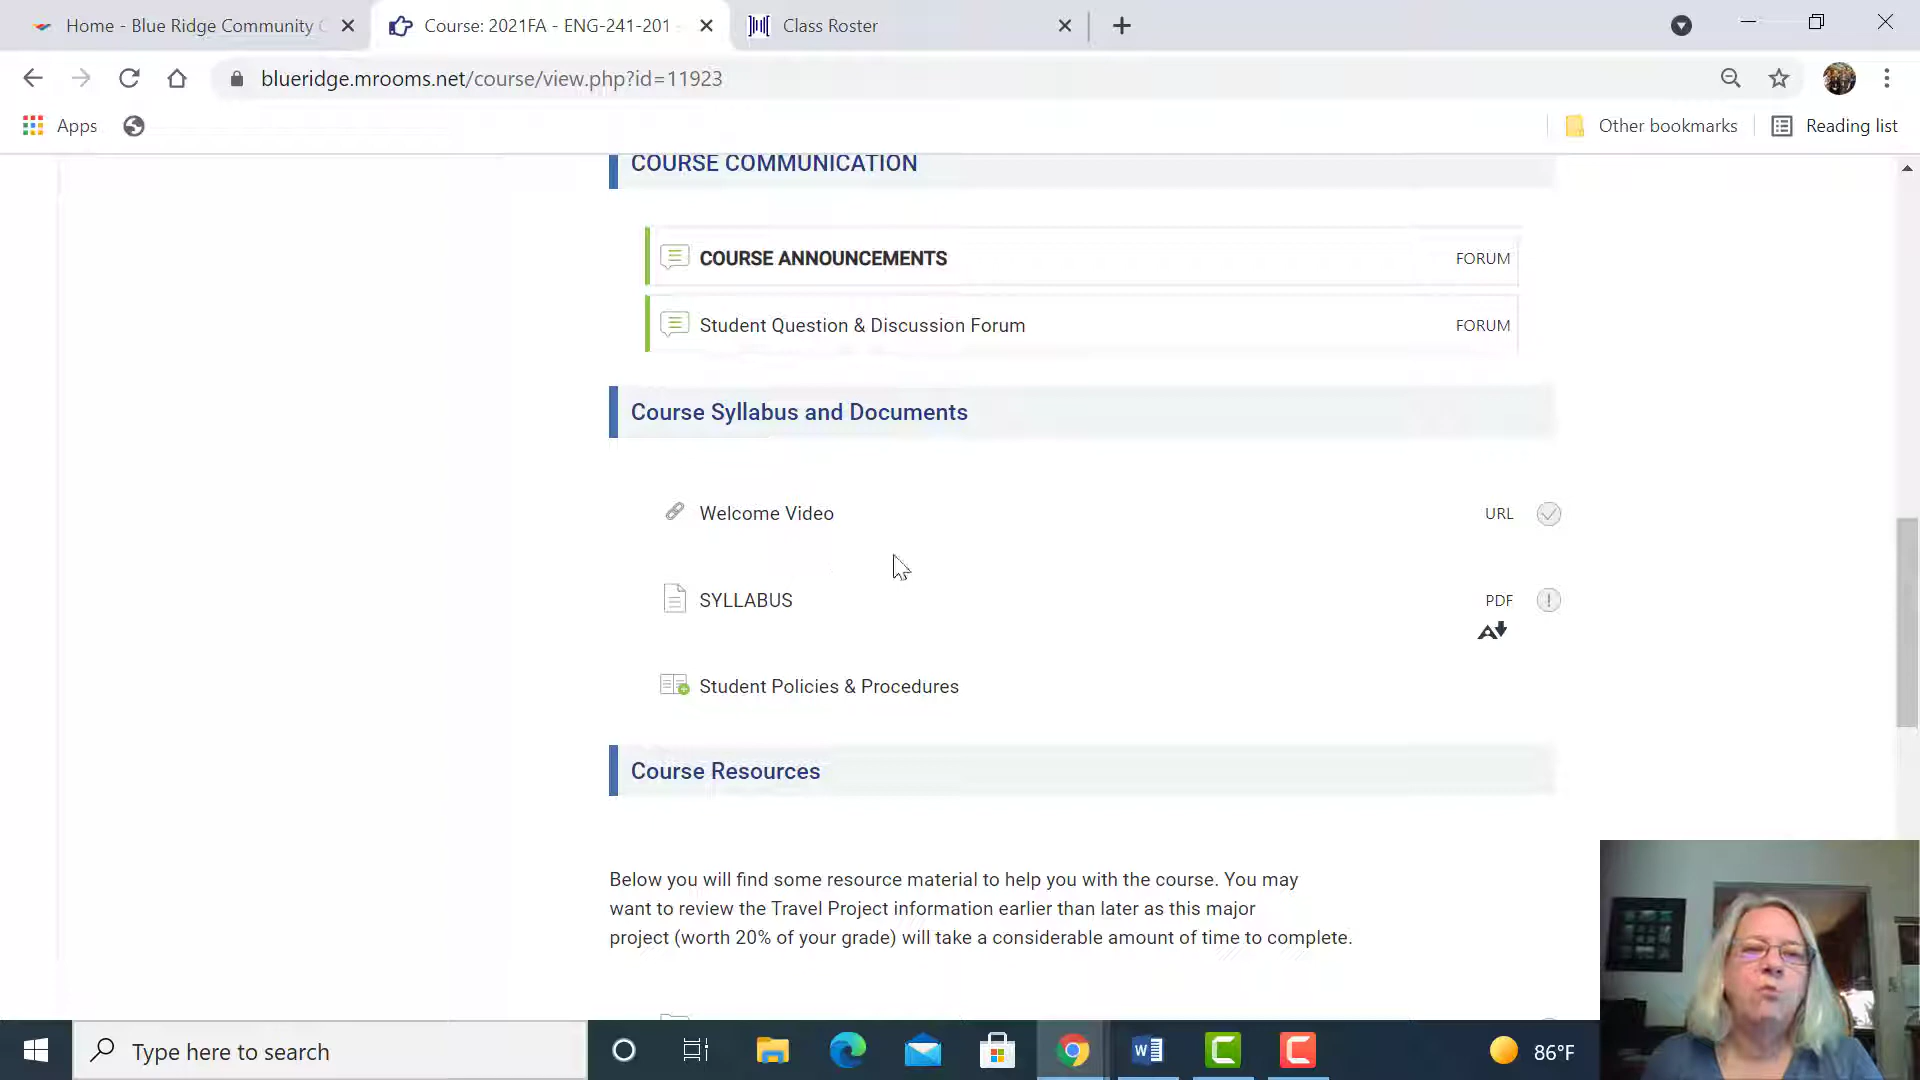 Home - Blue Ridge Community C
Course: 2021FA - ENG-241-201 -
Class Roster
blueridge.mrooms.net/course/view.php?id=11923
Apps
Other bookmarks
Reading list
COURSE COMMUNICATION
COURSE ANNOUNCEMENTS
FORUM
Student Question & Discussion Forum
FORUM
Course Syllabus and Documents
Welcome Video
URL
SYLLABUS
PDF
Student Policies & Procedures
Course Resources
Below you will find some resource material to help you with the course. You may
want to review the Travel Project information earlier than later as this major
project (worth 20% of your grade) will take a considerable amount of time to complete.
Type here to search
86°F